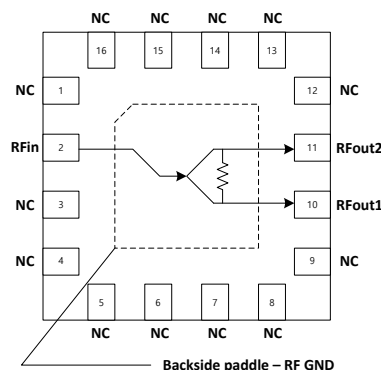 NC NC NC NC
16 15 14 13
NC 1 12 NC
RFin 2 11 RFout2
NC 3 10 RFout1
NC 4 9 NC
5 6 7 8
NC NC NC NC
Backside paddle – RF GND